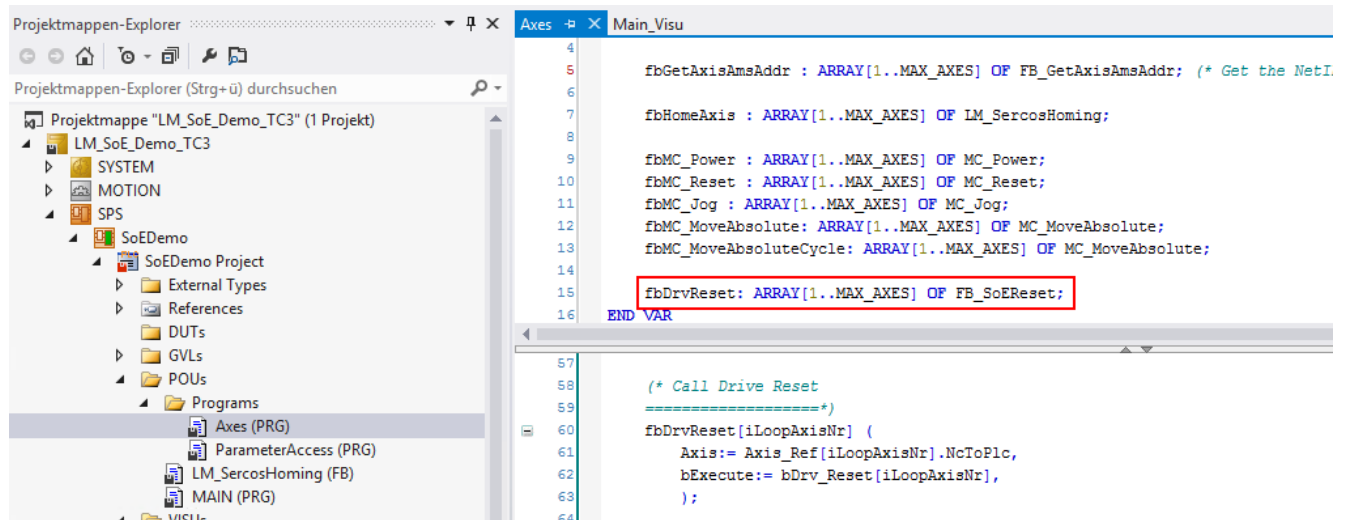 Projektmappen-Explorer
Projektmappen-Explorer (Strg+ü) durchsuchen
Projektmappe "LM_SoE_Demo_TC3" (1 Projekt)
LM_SoE_Demo_TC3
SYSTEM
MOTION
SPS
SoEDemo
SoEDemo Project
External Types
References
DUTs
GVLs
POUs
Programs
Axes (PRG)
ParameterAccess (PRG)
LM_SercosHoming (FB)
MAIN (PRG)
VISUs
Axes Main_Visu
4
5 fbGetAxisAmsAddr : ARRAY[1..MAX_AXES] OF FB_GetAxisAmsAddr; (* Get the
6
7 fbHomeAxis : ARRAY[1..MAX_AXES] OF LM_SercosHoming;
8
9 fbMC_Power : ARRAY[1..MAX_AXES] OF MC_Power;
10 fbMC_Reset : ARRAY[1..MAX_AXES] OF MC_Reset;
11 fbMC_Jog : ARRAY[1..MAX_AXES] OF MC_Jog;
12 fbMC_MoveAbsolute: ARRAY[1..MAX_AXES] OF MC_MoveAbsolute;
13 fbMC_MoveAbsoluteCycle: ARRAY[1..MAX_AXES] OF MC_MoveAbsolute;
14
15 fbDrvReset: ARRAY[1..MAX_AXES] OF FB_SoEReset;
16 END_VAR
57
58 (* Call Drive Reset
59 ===================*)
60 fbDrvReset[iLoopAxisNr] (
61 Axis:= Axis_Ref[iLoopAxisNr].NcToPlc,
62 bExecute:= bDrv_Reset[iLoopAxisNr],
63 );
64